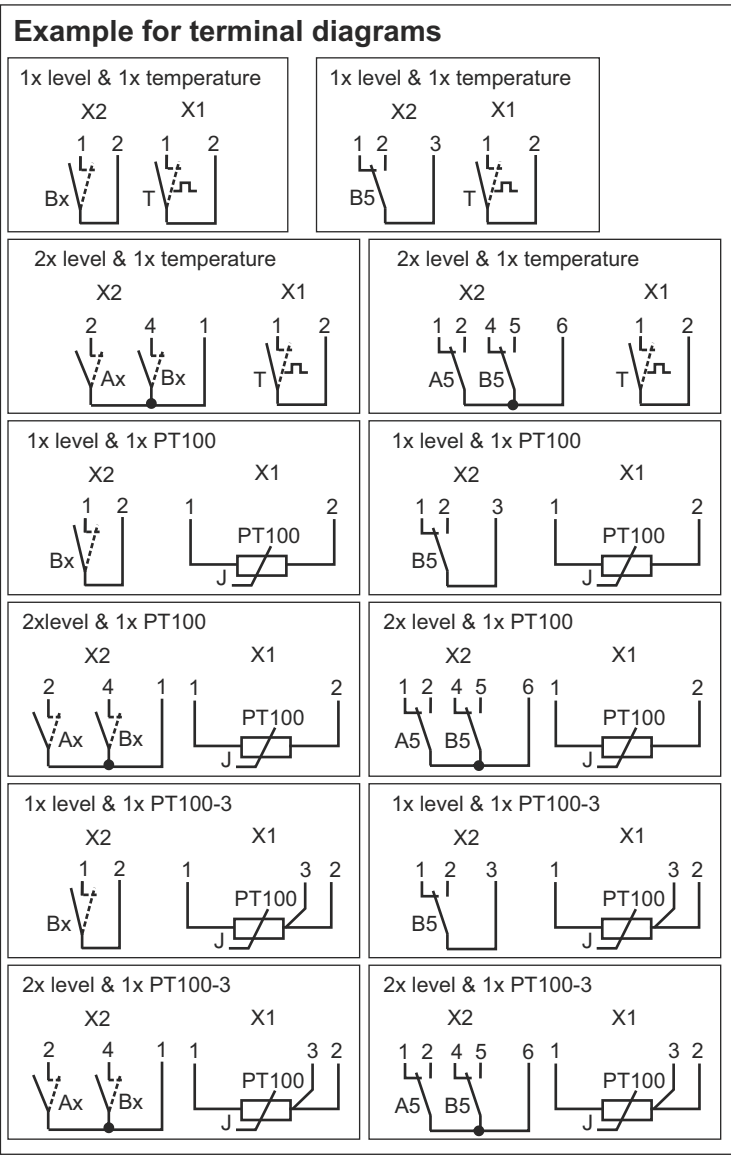 Example for terminal diagrams
1x level & 1x temperature
X2 X1
1 2 1 2
Bx T
1x level & 1x temperature
X2 X1
1 2 3 1 2
B5 T
2x level & 1x temperature
X2 X1
2 4 1 1 2
Ax Bx T
2x level & 1x temperature
X2 X1
1 2 4 5 6 1 2
A5 B5 T
1x level & 1x PT100
X2 X1
1 2 1 2
PT100
Bx
J
1x level & 1x PT100
X2 X1
1 2 3 1 2
PT100
B5
J
2xlevel & 1x PT100
X2 X1
2 4 1 1 2
PT100
Ax Bx
J
2x level & 1x PT100
X2 X1
1 2 4 5 6 1 2
PT100
A5 B5
J
1x level & 1x PT100-3
X2 X1
1 2 1 3 2
PT100
Bx
J
1x level & 1x PT100-3
X2 X1
1 2 3 1 3 2
PT100
B5
J
2x level & 1x PT100-3
X2 X1
2 4 1 1 3 2
PT100
Ax Bx
J
2x level & 1x PT100-3
X2 X1
1 2 4 5 6 1 3 2
PT100
A5 B5
J